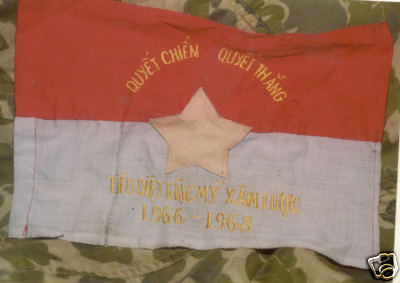 QUYẾT CHIẾN QUYẾT THẮNG
TIÊU DIỆT GIẶC MỸ XÂM LƯỢC
1966 - 1968